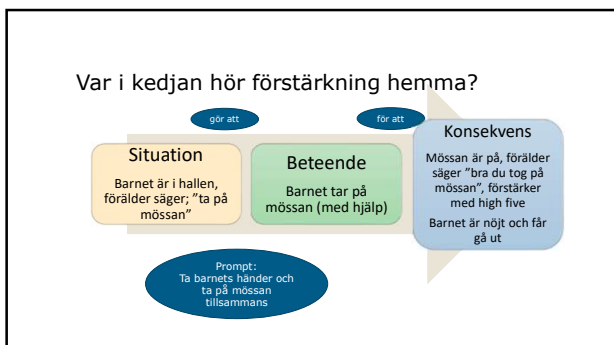 Var i kedjan hör förstärkning hemma?
gör att
för att
Situation
Barnet är i hallen,
förälder säger; ”ta på
mössan”
Beteende
Barnet tar på
mössan (med hjälp)
Konsekvens
Mössan är på, förälder
säger ”bra du tog på
mössan”, förstärker
med high five
Barnet är nöjt och får
gå ut
Prompt:
Ta barnets händer och
ta på mössan
tillsammans